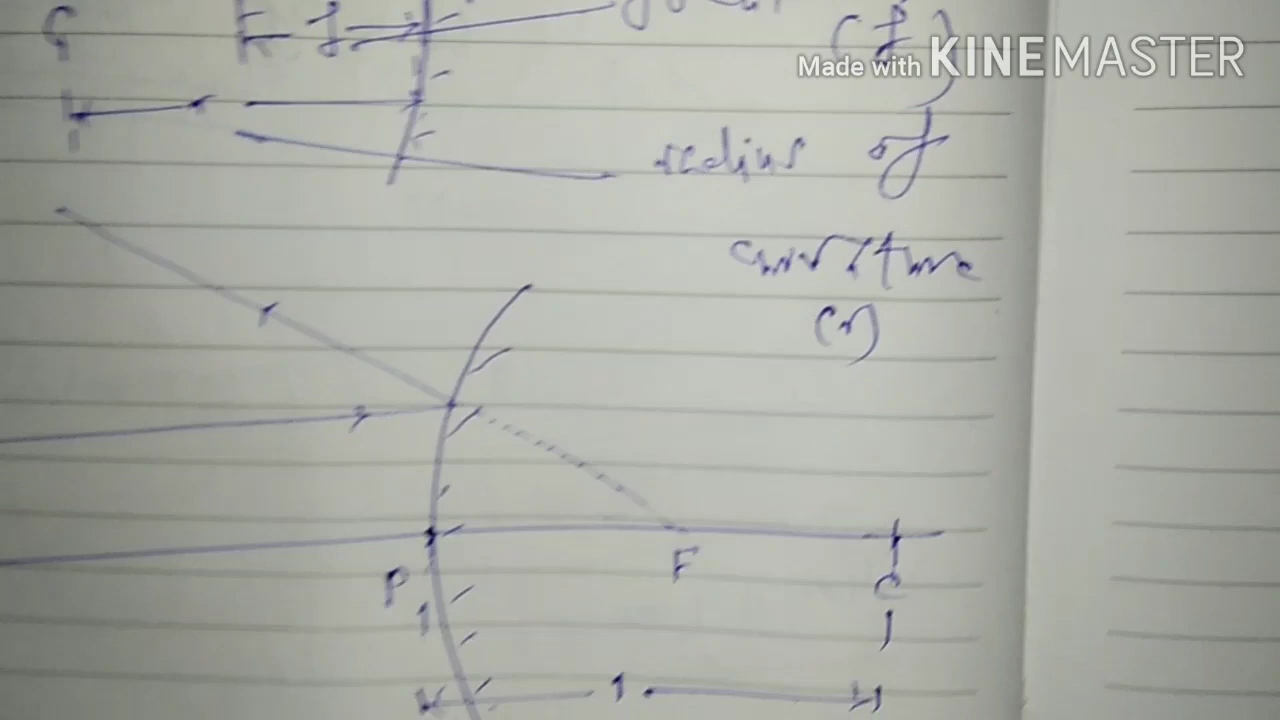 (f)
Made with KINEMASTER
radius of
curvature
(r)
P
F
C